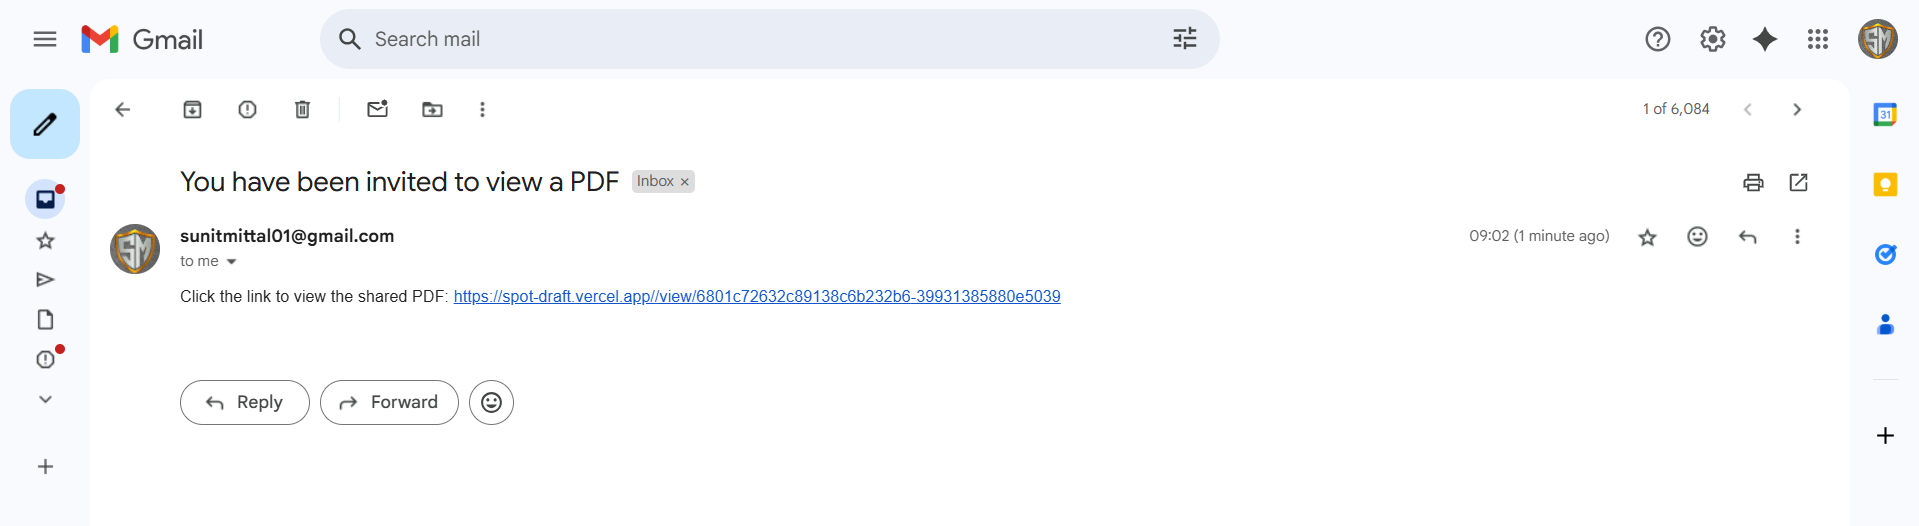 Gmail
Search mail
1 of 6,084
You have been invited to view a PDF Inbox ×
SM
sunitmittal01@gmail.com
09:02 (1 minute ago)
to me
Click the link to view the shared PDF: https://spot-draft.vercel.app//view/6801c72632c89138c6b232b6-39931385880e5039
Reply
Forward
SM
31